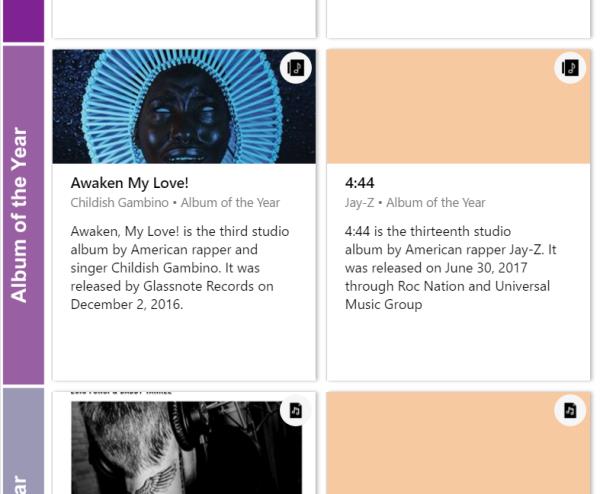 Album of the Year
Awaken My Love!
Childish Gambino • Album of the Year
Awaken, My Love! is the third studio
album by American rapper and
singer Childish Gambino. It was
released by Glassnote Records on
December 2, 2016.
4:44
Jay-Z • Album of the Year
4:44 is the thirteenth studio
album by American rapper Jay-Z. It
was released on June 30, 2017
through Roc Nation and Universal
Music Group
ar